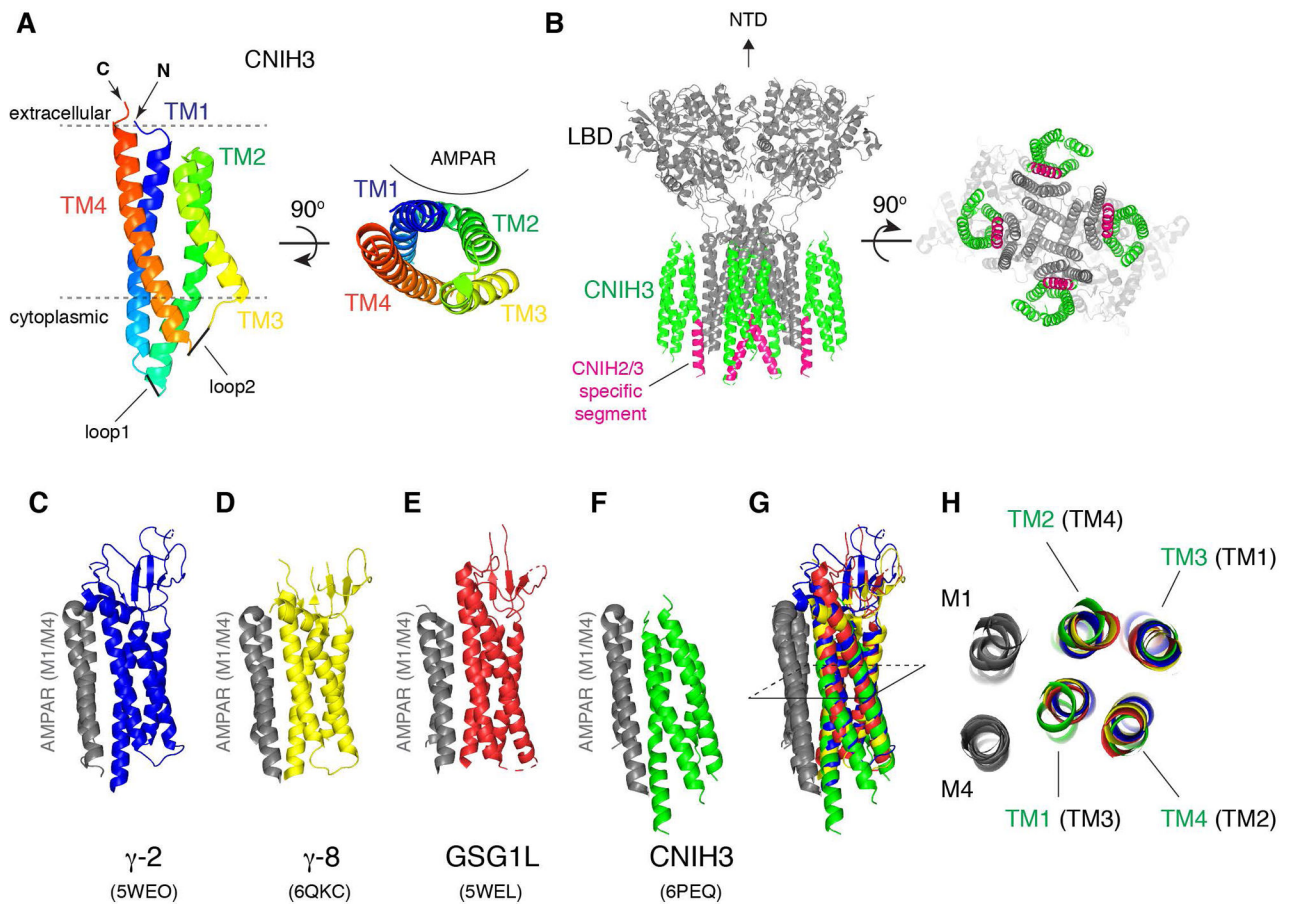 A
CNIH3
C
N
extracellular
TM1
TM2
TM4
cytoplasmic
TM3
loop2
loop1
90º
AMPAR
TM1
TM2
TM4
TM3
B
NTD
LBD
CNIH3
CNIH2/3
specific
segment
90º
C
AMPAR (M1/M4)
γ-2
(5WEO)
D
AMPAR (M1/M4)
γ-8
(6QKC)
E
AMPAR (M1/M4)
GSG1L
(5WEL)
F
AMPAR (M1/M4)
CNIH3
(6PEQ)
G
H
TM2 (TM4)
TM3 (TM1)
M1
M4
TM1 (TM3)
TM4 (TM2)